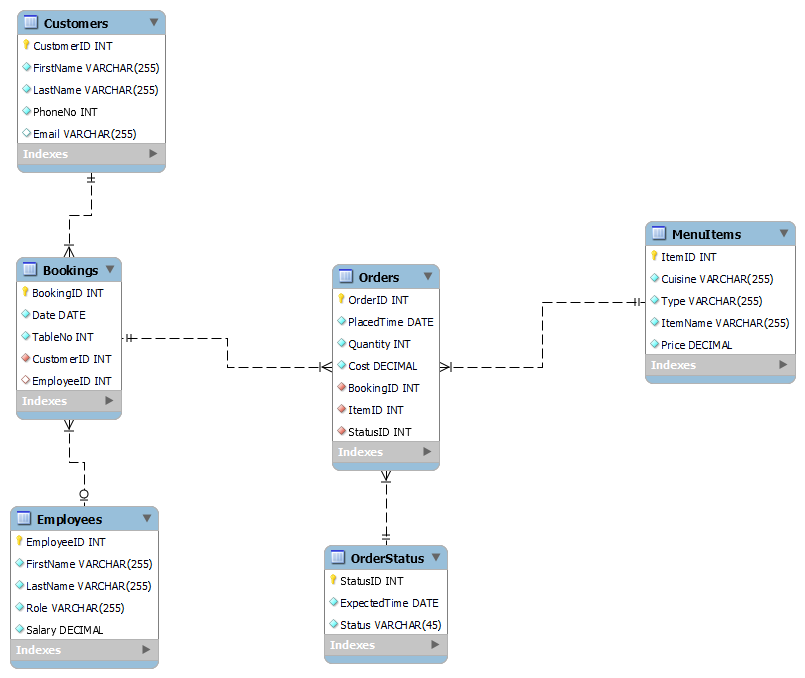 Customers
CustomerID INT
FirstName VARCHAR(255)
LastName VARCHAR(255)
PhoneNo INT
Email VARCHAR(255)
Indexes
Bookings
BookingID INT
Date DATE
TableNo INT
CustomerID INT
EmployeeID INT
Indexes
Employees
EmployeeID INT
FirstName VARCHAR(255)
LastName VARCHAR(255)
Role VARCHAR(255)
Salary DECIMAL
Indexes
Orders
OrderID INT
PlacedTime DATE
Quantity INT
Cost DECIMAL
BookingID INT
ItemID INT
StatusID INT
Indexes
OrderStatus
StatusID INT
ExpectedTime DATE
Status VARCHAR(45)
Indexes
MenuItems
ItemID INT
Cuisine VARCHAR(255)
Type VARCHAR(255)
ItemName VARCHAR(255)
Price DECIMAL
Indexes